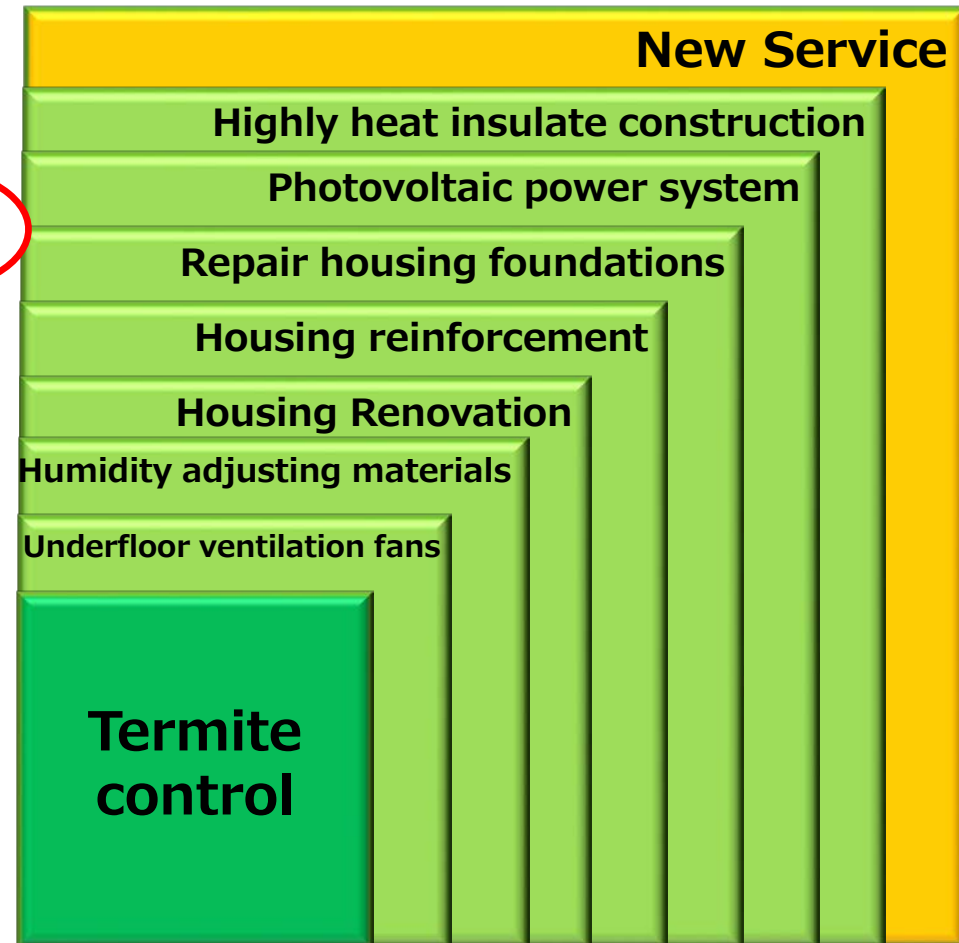 New Service
Highly heat insulate construction
Photovoltaic power system
Repair housing foundations
Housing reinforcement
Housing Renovation
Humidity adjusting materials
Underfloor ventilation fans
Termite
control